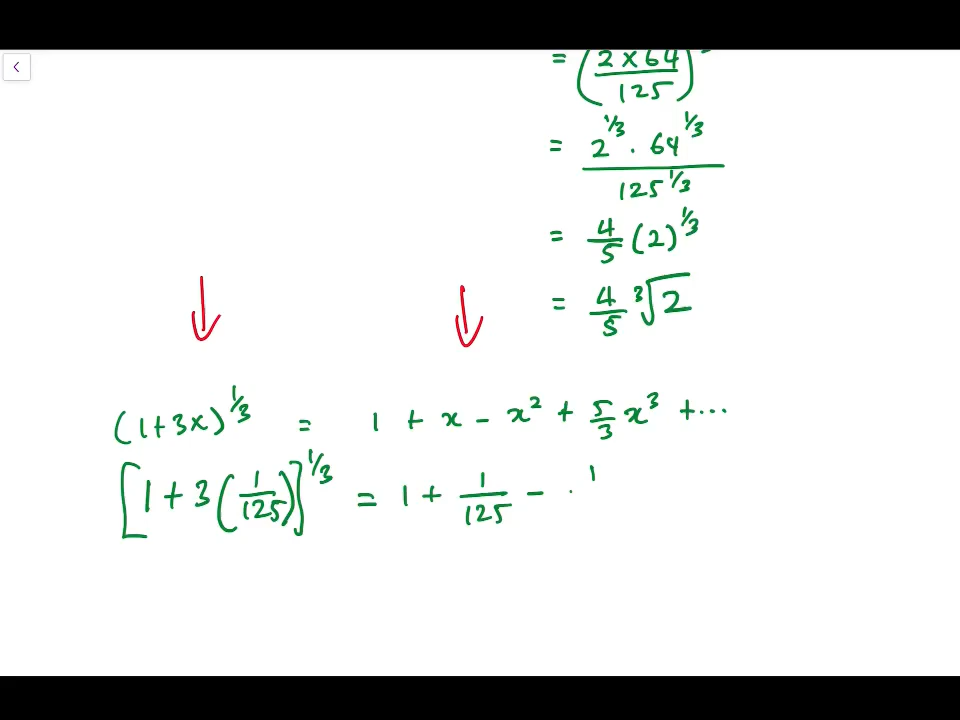 = (2 × 64 / 125)
= 2^1/3 . 64^1/3 / 125^1/3
= 4/5 (2)^1/3
= 4/5 ³√2
(1+3x)^1/3 = 1 + x - x² + 5/3 x³ + ...
[1 + 3(1/125)]^1/3 = 1 + 1/125 - . 1